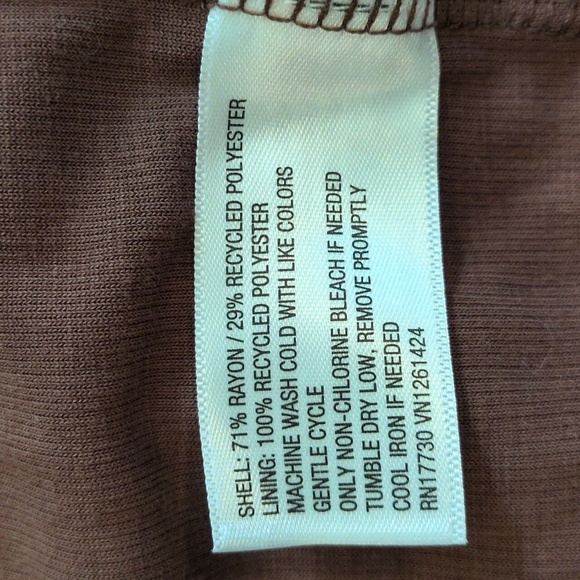 SHELL: 71% RAYON / 29% RECYCLED POLYESTER
LINING: 100% RECYCLED POLYESTER
MACHINE WASH COLD WITH LIKE COLORS
GENTLE CYCLE
ONLY NON-CHLORINE BLEACH IF NEEDED
TUMBLE DRY LOW, REMOVE PROMPTLY
COOL IRON IF NEEDED
RN17730 VN1261424